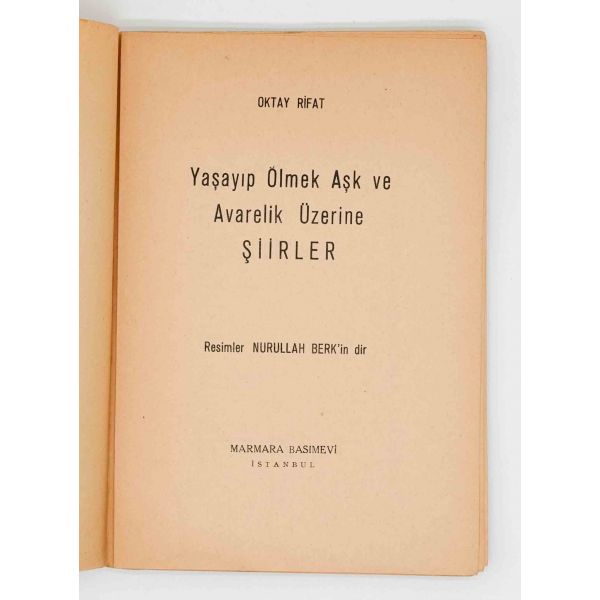 OKTAY RİFAT
Yaşayıp Ölmek Aşk ve
Avarelik Üzerine
ŞİİRLER
Resimler NURULLAH BERK'in dir
MARMARA BASIMEVİ
İSTANBUL